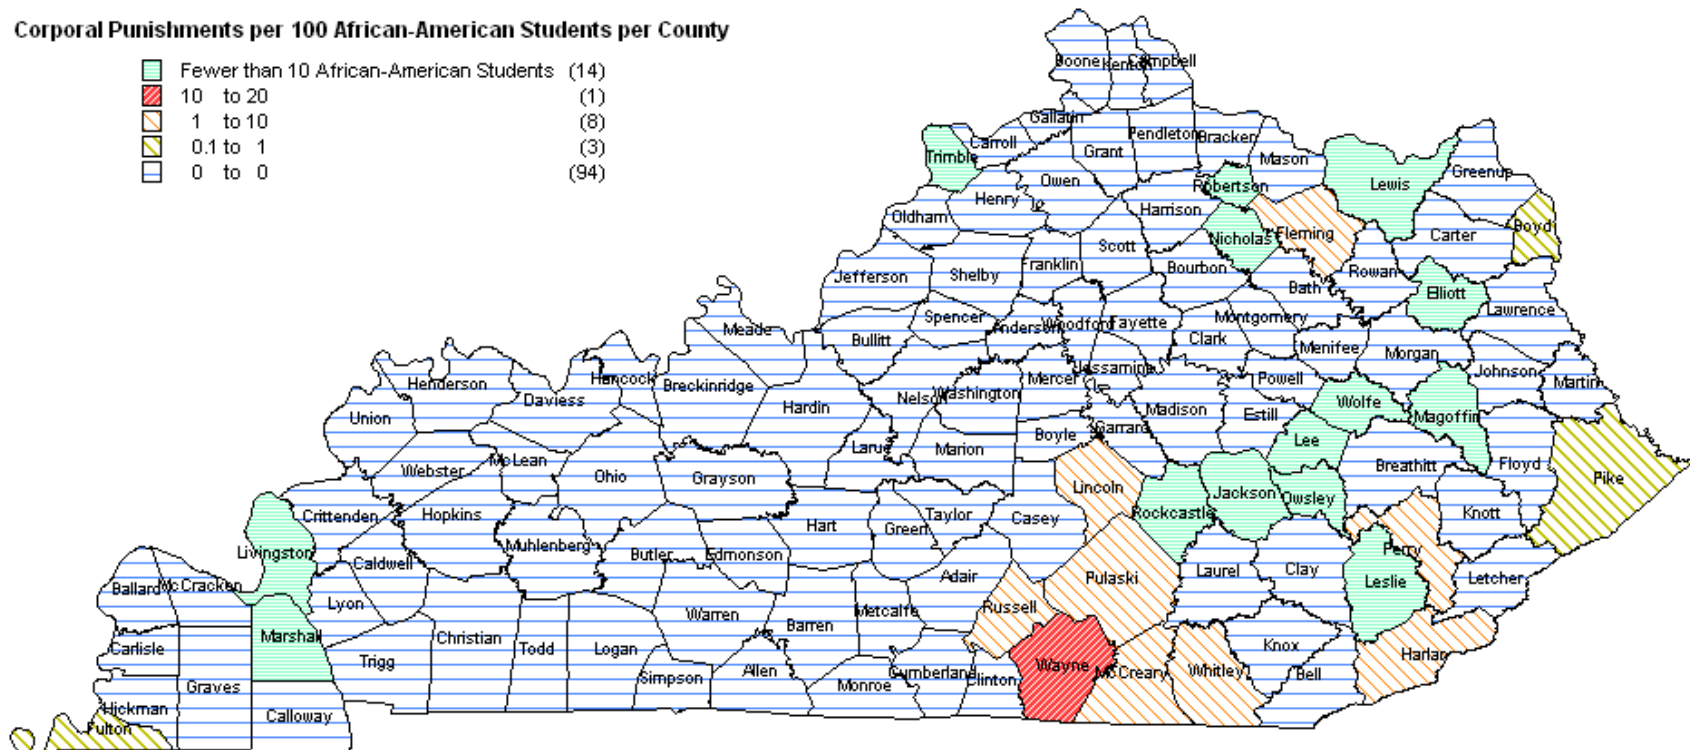 Corporal Punishments per 100 African-American Students per County
Fewer than 10 African-American Students (14)
10 to 20 (1)
1 to 10 (8)
0.1 to 1 (3)
0 to 0 (94)
Boone Kenton Campbell
Gallatin
Carroll Grant Pendleton Bracken
Trimble Owen Mason
Robertson Lewis Greenup
Henry Harrison
Oldham Nicholas Fleming Carter Boyd
Scott
Jefferson Shelby Franklin Bourbon Rowan
Bath Elliott
Spencer Anderson Woodford Fayette Montgomery Lawrence
Meade Bullitt Clark Menifee Morgan
Henderson Hancock Breckinridge Jessamine Powell Johnson Martin
Daviess Hardin Nelson Washington Mercer
Union Madison Estill Wolfe Magoffin
Larue Marion Boyle Garrard Lee
Webster McLean Ohio Grayson Breathitt Floyd Pike
Lincoln Jackson Owsley
Crittenden Hopkins Hart Green Taylor Casey Rockcastle Knott
Livingston Caldwell Muhlenberg Butler Edmonson Perry
Ballard McCracken Adair Pulaski Laurel Clay Leslie Letcher
Lyon Warren Metcalfe Russell
Carlisle Marshall Christian Todd Logan Barren Knox Harlan
Trigg Simpson Allen Cumberland Clinton Wayne McCreary Whitley Bell
Graves Monroe
Hickman Calloway
Fulton